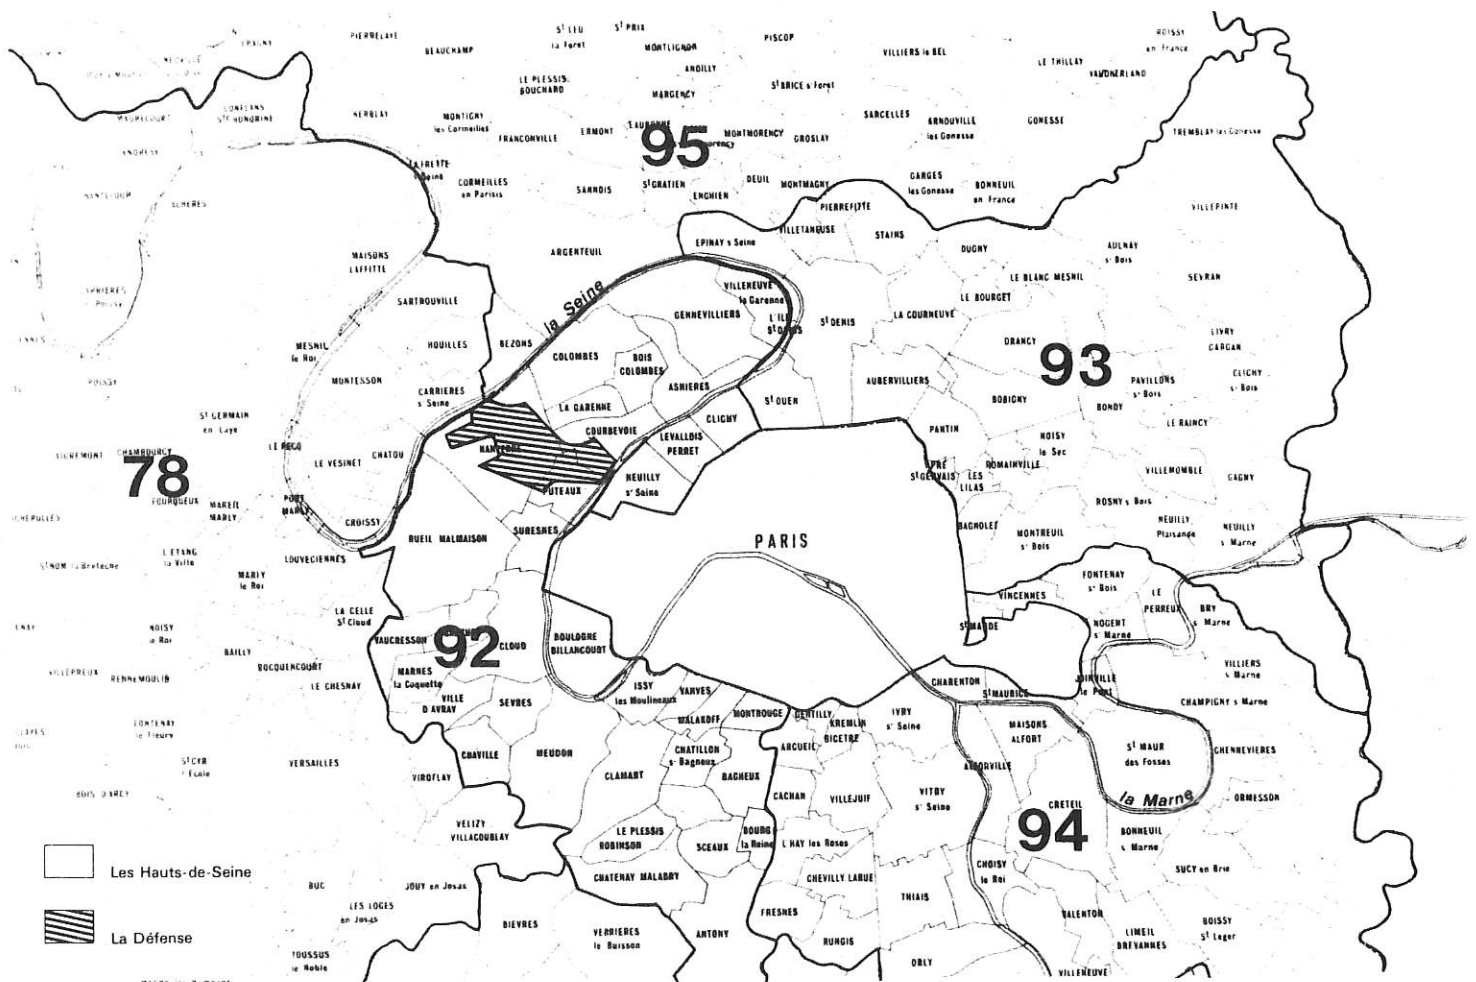 PIERRELAYE
BEAUCHAMP
St LEU
la Foret
St PRIX
MONTLIGNON
ANDILLY
PISCOP
VILLIERS le BEL
LE THILLAY
VAUDHERLAND
ROISSY
en France
LE PLESSIS
BOUCHARD
MARGENCY
St BRICE s Foret
CONFLANS
Ste HONORINE
HERBLAY
MONTIGNY
les Cormeilles
FRANCONVILLE
ERMONT
EAUBONNE
95
MONTMORENCY
GROSLAY
SARCELLES
ARNOUVILLE
les Gonesse
GONESSE
TREMBLAY les Gonesse
MAURECOURT
ANDRESY
LA FRETTE
s Seine
CORMEILLES
en Parisis
SANNOIS
St GRATIEN
ENGHIEN
DEUIL
MONTMAGNY
GARGES
les Gonesse
BONNEUIL
en France
ACHERES
PIERREFITTE
VILLEPINTE
ARGENTEUIL
EPINAY s Seine
VILLETANEUSE
STAINS
DUGNY
AULNAY
s Bois
MAISONS
LAFFITTE
SARTROUVILLE
la Seine
VILLENEUVE
la Garenne
LE BLANC MESNIL
SEVRAN
LE BOURGET
GENNEVILLIERS
L'ILE
St DENIS
St DENIS
LA COURNEUVE
MESNIL
le Roi
HOUILLES
BEZONS
COLOMBES
BOIS
COLOMBES
DRANCY
93
LIVRY
GARGAN
POISSY
MONTESSON
CARRIERES
s Seine
ASNIERES
AUBERVILLIERS
PAVILLONS
s Bois
CLICHY
s Bois
St GERMAIN
en Laye
LA GARENNE
COURBEVOIE
CLICHY
St OUEN
BOBIGNY
BONDY
LE RAINCY
LE PECQ
NANTERRE
LEVALLOIS
PERRET
PANTIN
NOISY
le Sec
AIGREMONT
CHAMBOURCY
78
LE VESINET
CHATOU
NEUILLY
s Seine
PRE
St GERVAIS
LES
LILAS
ROMAINVILLE
VILLEMOMBLE
GAGNY
FOURQUEUX
MAREIL
MARLY
PORT
MARLY
CROISSY
PUTEAUX
ROSNY s Bois
RUEIL MALMAISON
SURESNES
PARIS
BAGNOLET
MONTREUIL
s Bois
NEUILLY
Plaisance
NEUILLY
s Marne
St NOM la Breteche
L'ETANG
la Ville
LOUVECIENNES
MARLY
le Roi
FONTENAY
s Bois
VINCENNES
LE
PERREUX
BRY
s Marne
LA CELLE
St Cloud
NOISY
le Roi
VAUCRESSON
92
CLOUD
BOULOGNE
BILLANCOURT
St MANDE
NOGENT
s Marne
BAILLY
VILLEPREUX
RENNEMOULIN
ROCQUENCOURT
LE CHESNAY
MARNES
la Coquette
VILLE
D'AVRAY
SEVRES
ISSY
les Moulineaux
VANVES
MALAKOFF
MONTROUGE
CHARENTON
St MAURICE
JOINVILLE
le Pont
VILLIERS
s Marne
CHAMPIGNY s Marne
FONTENAY
le Fleury
GENTILLY
KREMLIN
BICETRE
IVRY
s Seine
MAISONS
ALFORT
St MAUR
des Fosses
CHENNEVIERES
St CYR
l'Ecole
VERSAILLES
VIROFLAY
CHAVILLE
MEUDON
CLAMART
CHATILLON
s Bagneux
BAGNEUX
ARCUEIL
ALFORVILLE
BOIS D'ARCY
CACHAN
VILLEJUIF
VITRY
s Seine
CRETEIL
94
la Marne
ORMESSON
VELIZY
VILLACOUBLAY
LE PLESSIS
ROBINSON
SCEAUX
BOURG
la Reine
L'HAY les Roses
BONNEUIL
s Marne
Les Hauts-de-Seine
BUC
JOUY en Josas
CHATENAY MALABRY
CHEVILLY LARUE
CHOISY
le Roi
SUCY en Brie
LES LOGES
en Josas
THIAIS
La Défense
BIEVRES
VERRIERES
le Buisson
ANTONY
FRESNES
RUNGIS
VALENTON
LIMEIL
BREVANNES
BOISSY
St Leger
TOUSSUS
le Noble
ORLY
VILLENEUVE